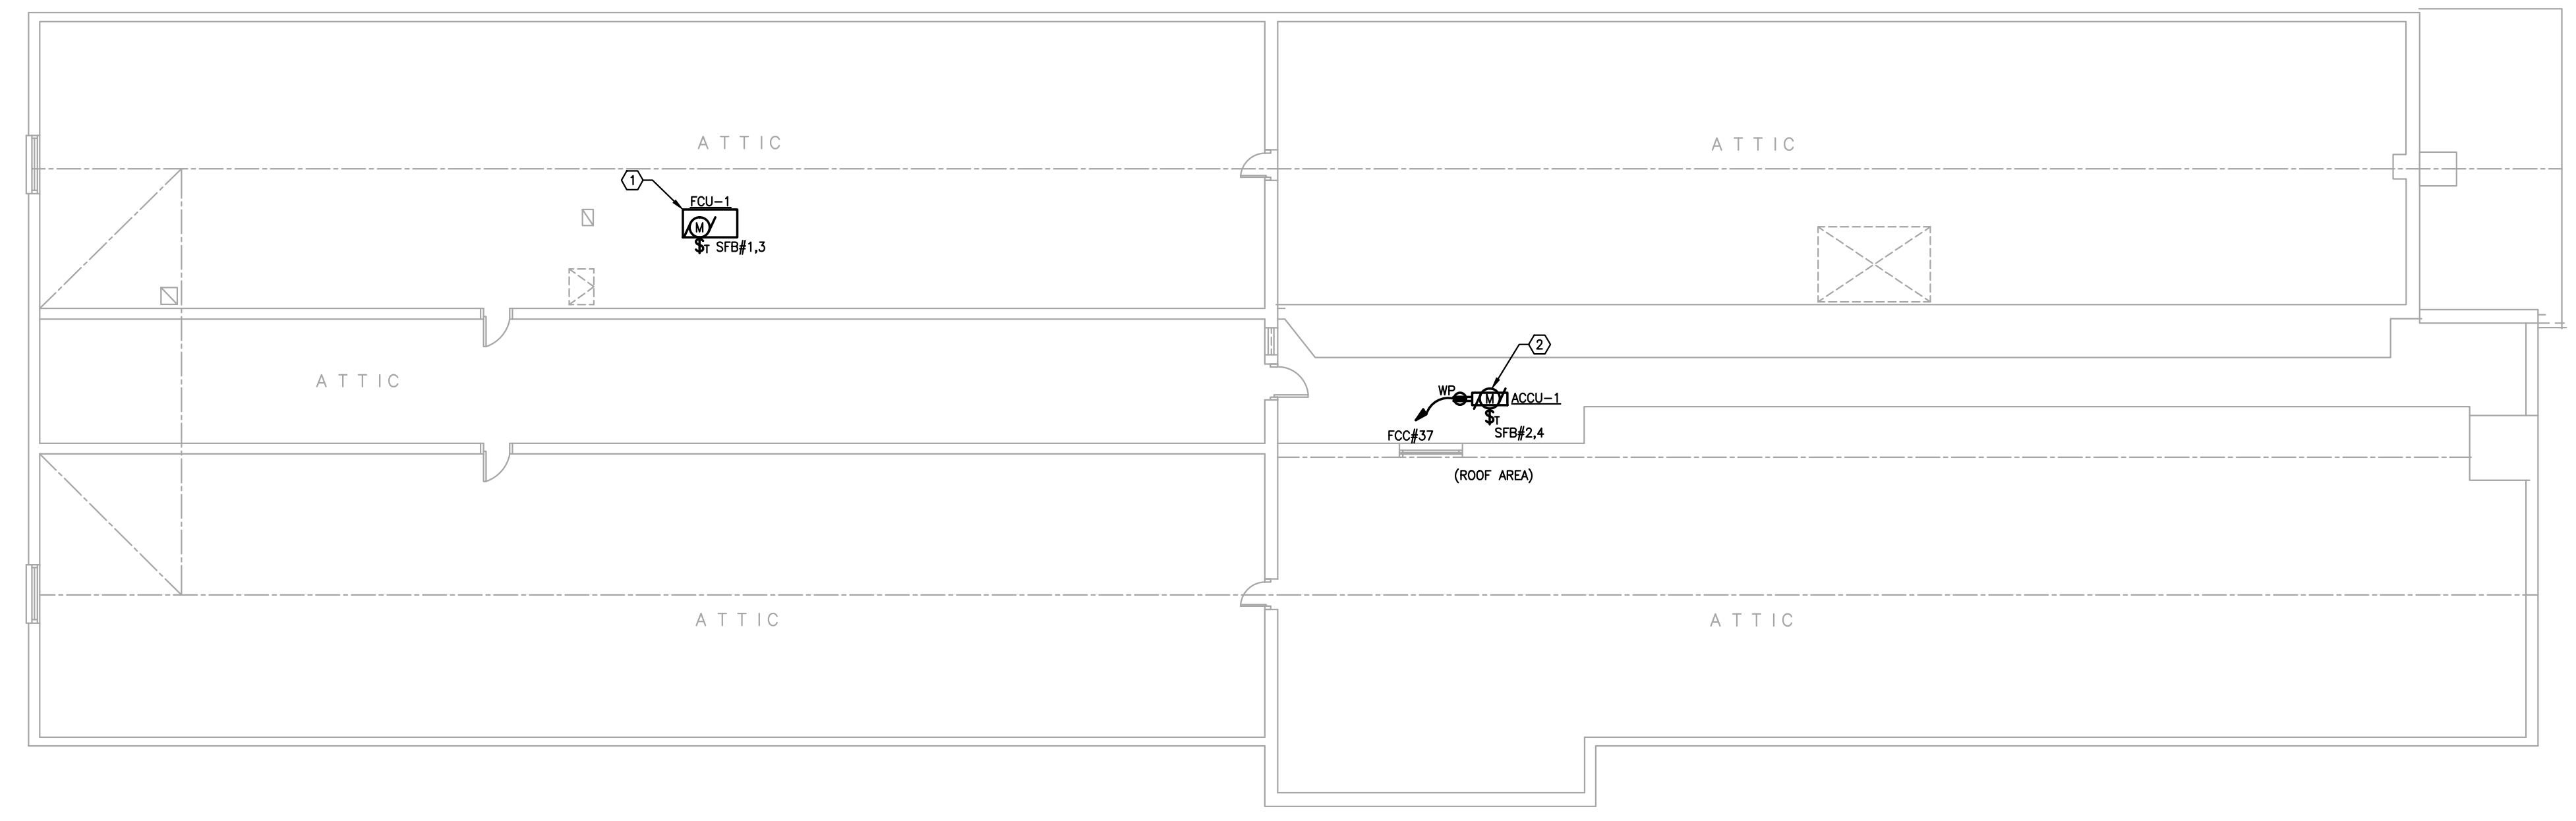 ATTIC
ATTIC
1
FCU-1
M
$T SFB#1,3
2
ATTIC
WP
M
ACCU-1
$T
FCC#37
SFB#2,4
(ROOF AREA)
ATTIC
ATTIC